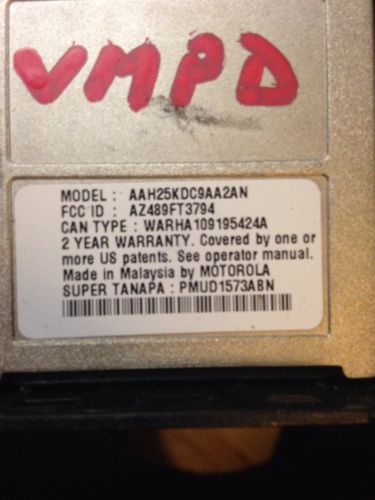 VMPD
MODEL : AAH25KDC9AA2AN
FCC ID : AZ489FT3794
CAN TYPE : WARHA109195424A
2 YEAR WARRANTY. Covered by one or
more US patents. See operator manual.
Made in Malaysia by MOTOROLA
SUPER TANAPA : PMUD1573ABN